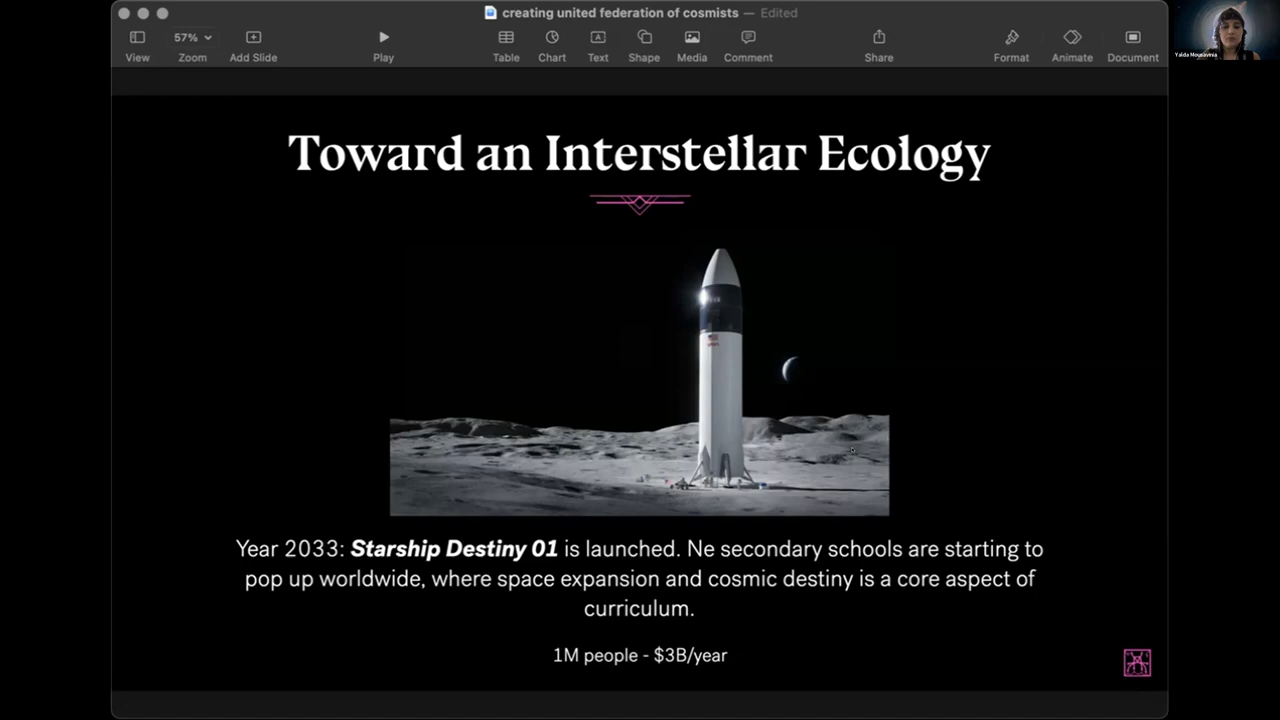 creating united federation of cosmists — Edited
57%
View
Zoom
Add Slide
Play
Table
Chart
Text
Shape
Media
Comment
Share
Format
Animate
Document
Yalda Mousavinia
Toward an Interstellar Ecology
Year 2033: Starship Destiny 01 is launched. Ne secondary schools are starting to
pop up worldwide, where space expansion and cosmic destiny is a core aspect of
curriculum.
1M people - $3B/year